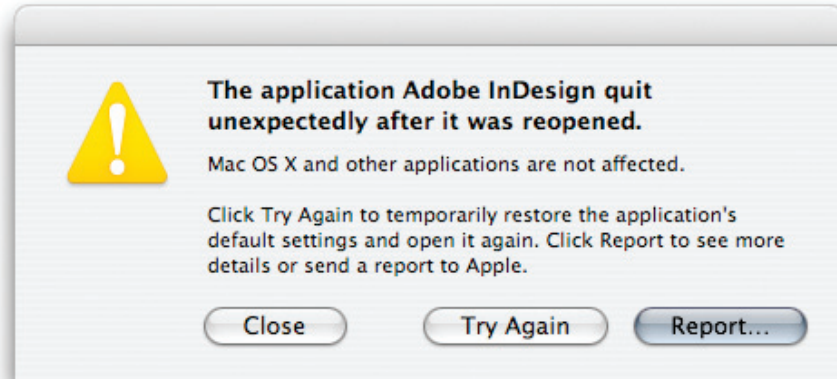 The application Adobe InDesign quit
unexpectedly after it was reopened.
Mac OS X and other applications are not affected.
Click Try Again to temporarily restore the application's
default settings and open it again. Click Report to see more
details or send a report to Apple.
Close Try Again Report...